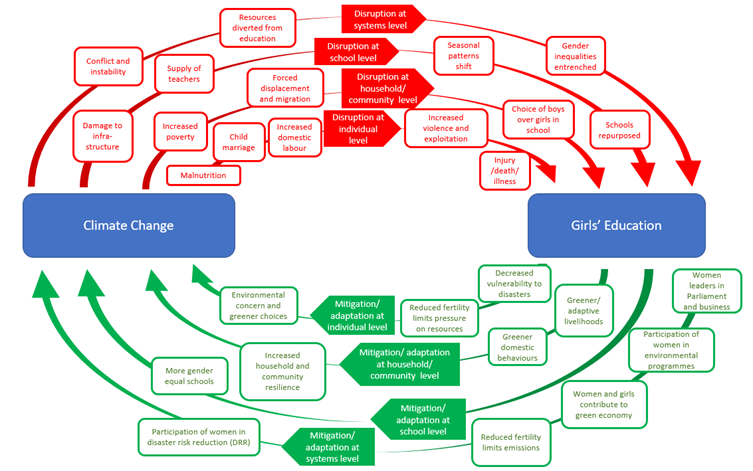 Resources
diverted from
education
Disruption at
systems level
Conflict and
instability
Supply of
teachers
Disruption at
school level
Seasonal
patterns
shift
Gender
inequalities
entrenched
Forced
displacement
and migration
Disruption at
household/
community  level
Damage to
infra-
structure
Increased
poverty
Child
marriage
Increased
domestic
labour
Disruption at
individual
level
Increased
violence and
exploitation
Choice of boys
over girls in
school
Schools
repurposed
Malnutrition
Injury
/death/
illness
Climate Change
Girls’ Education
Environmental
concern and
greener choices
Mitigation/
adaptation at
individual level
Reduced fertility
limits pressure
on resources
Decreased
vulnerability to
disasters
Greener/
adaptive
livelihoods
Women
leaders in
Parliament
and business
Increased
household and
community
resilience
Mitigation/ adaptation
at household/
community  level
Greener
domestic
behaviours
Participation of
women in
environmental
programmes
More gender
equal schools
Mitigation/
adaptation at
school level
Women and girls
contribute to
green economy
Participation of women in
disaster risk reduction (DRR)
Mitigation/
adaptation at
systems level
Reduced fertility
limits emissions